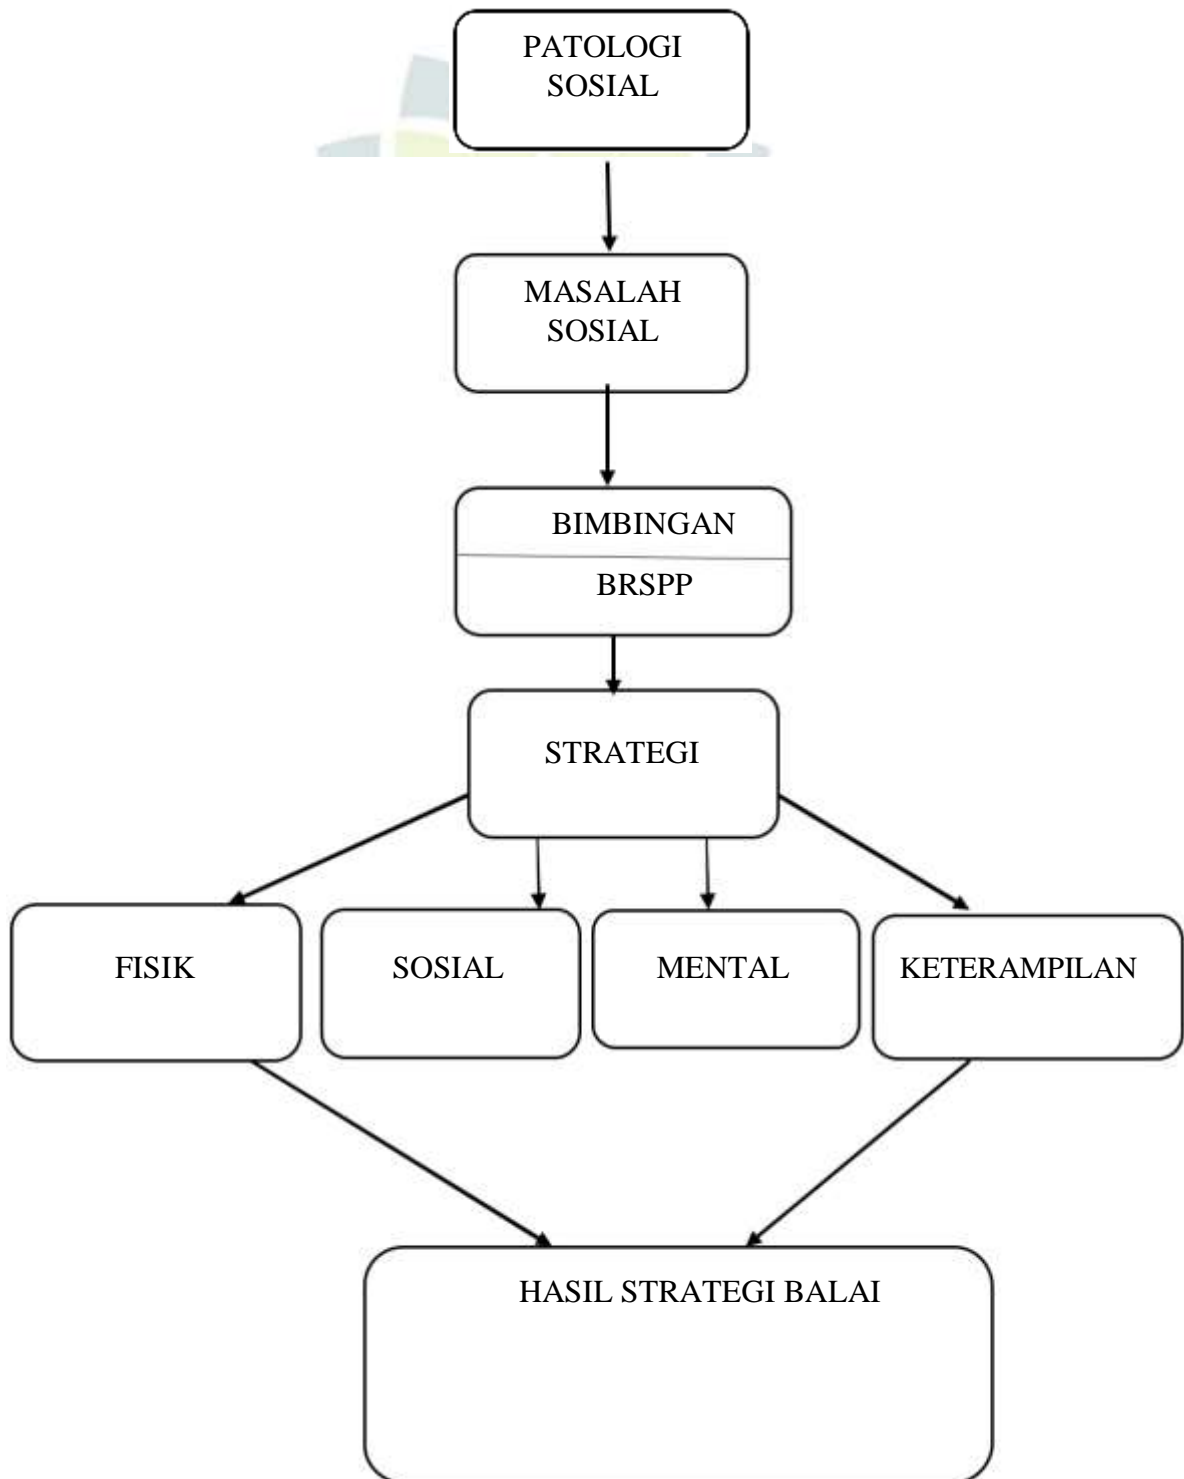 PATOLOGI
SOSIAL
MASALAH
SOSIAL
BIMBINGAN
BRSPP
STRATEGI
FISIK
SOSIAL
MENTAL
KETERAMPILAN
HASIL STRATEGI BALAI